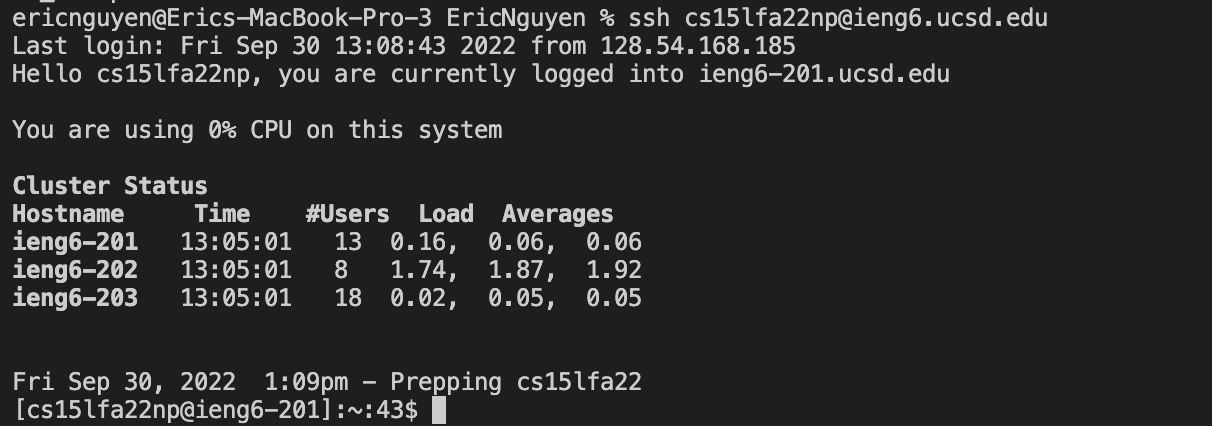 ericnguyen@Erics-MacBook-Pro-3 EricNguyen % ssh cs15lfa22np@ieng6.ucsd.edu
Last login: Fri Sep 30 13:08:43 2022 from 128.54.168.185
Hello cs15lfa22np, you are currently logged into ieng6-201.ucsd.edu
You are using 0% CPU on this system
Cluster Status
Hostname     Time    #Users  Load  Averages
ieng6-201   13:05:01   13  0.16,  0.06,  0.06
ieng6-202   13:05:01   8   1.74,  1.87,  1.92
ieng6-203   13:05:01   18  0.02,  0.05,  0.05
Fri Sep 30, 2022  1:09pm - Prepping cs15lfa22
[cs15lfa22np@ieng6-201]:~:43$